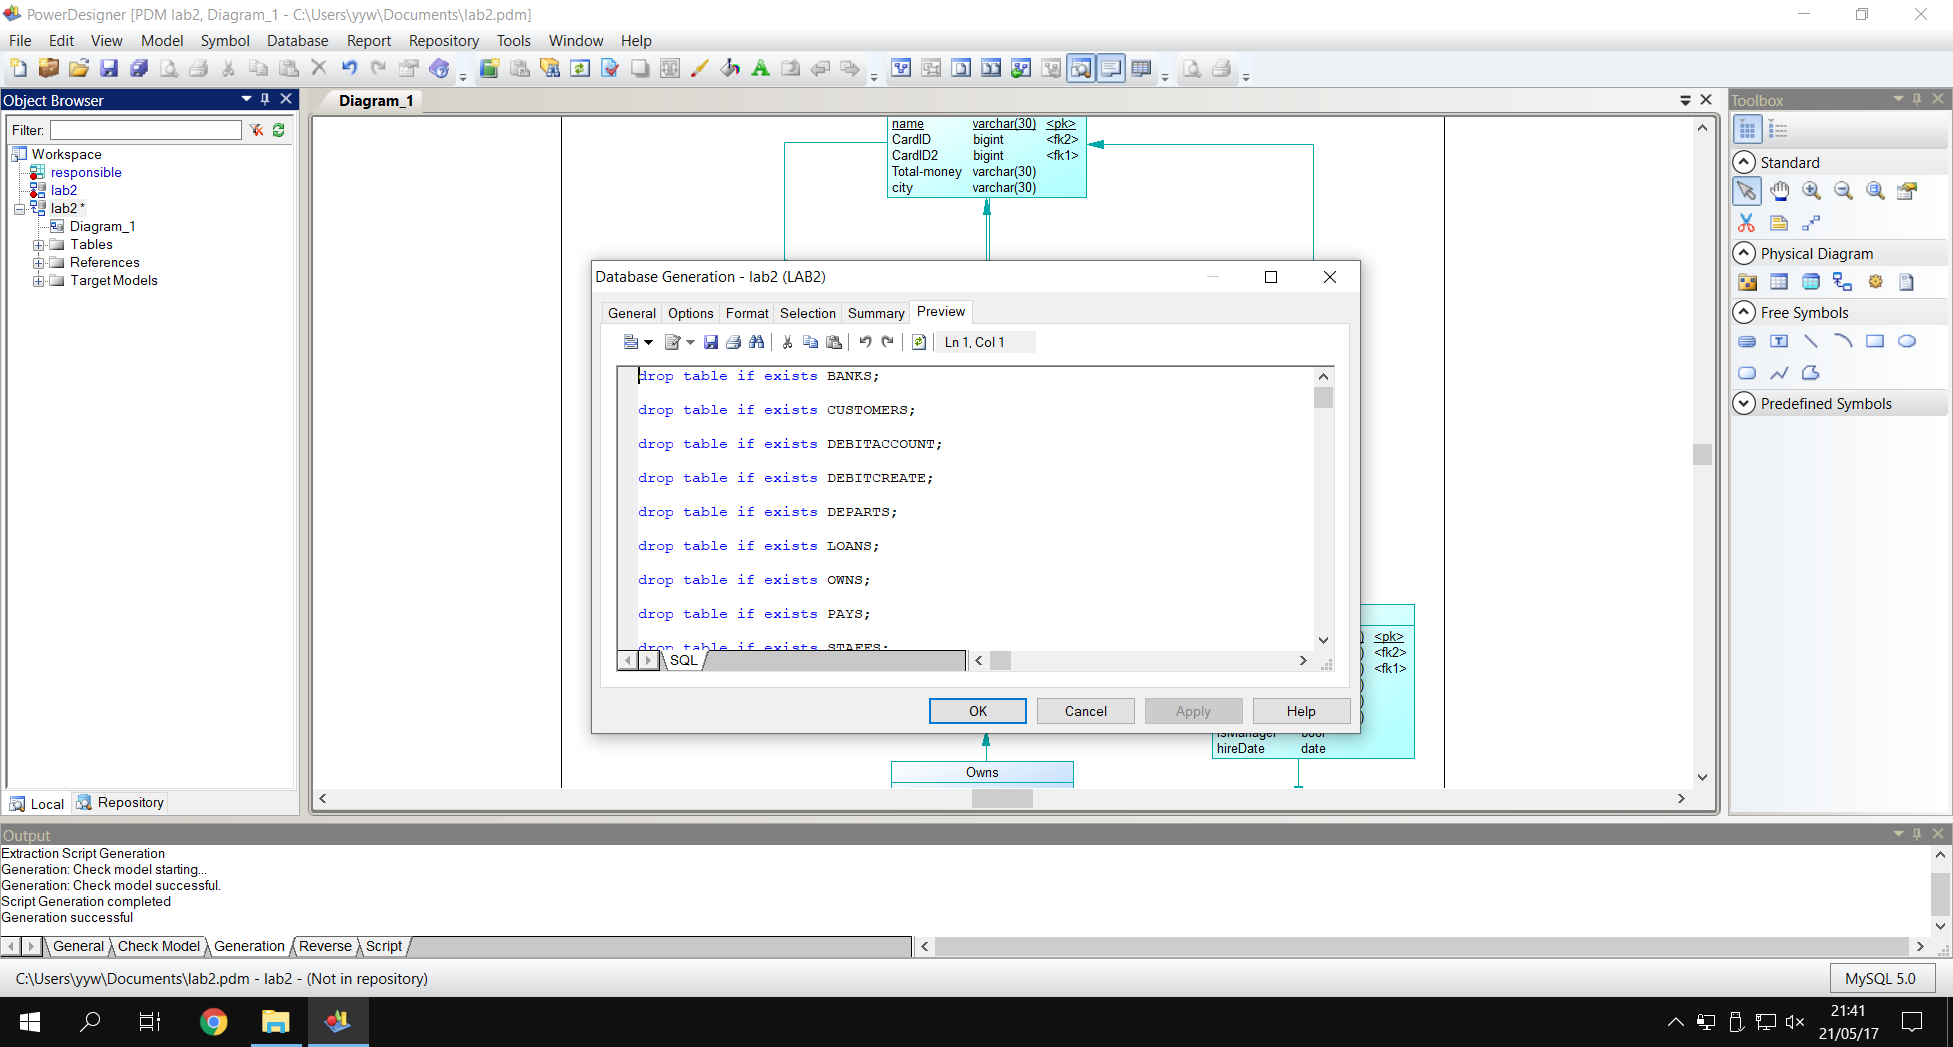 PowerDesigner [PDM lab2, Diagram_1 - C:\Users\yyw\Documents\lab2.pdm]
File Edit View Model Symbol Database Report Repository Tools Window Help
Object Browser
Filter:
Workspace
responsible
lab2
lab2 *
Diagram_1
Tables
References
Target Models
Local Repository
Diagram_1
name varchar(30) <pk>
CardID bigint <fk2>
CardID2 bigint <fk1>
Total-money varchar(30)
city varchar(30)
Database Generation - lab2 (LAB2)
General Options Format Selection Summary Preview
Ln 1, Col 1
drop table if exists BANKS;
drop table if exists CUSTOMERS;
drop table if exists DEBITACCOUNT;
drop table if exists DEBITCREATE;
drop table if exists DEPARTS;
drop table if exists LOANS;
drop table if exists OWNS;
drop table if exists PAYS;
drop table if exists STAFFS;
SQL
OK Cancel Apply Help
) <pk>
) <fk2>
) <fk1>
)
)
)
isManager bool
hireDate date
Owns
Toolbox
Standard
Physical Diagram
Free Symbols
Predefined Symbols
Output
Extraction Script Generation
Generation: Check model starting...
Generation: Check model successful.
Script Generation completed
Generation successful
General Check Model Generation Reverse Script
C:\Users\yyw\Documents\lab2.pdm - lab2 - (Not in repository)
MySQL 5.0
21:41
21/05/17